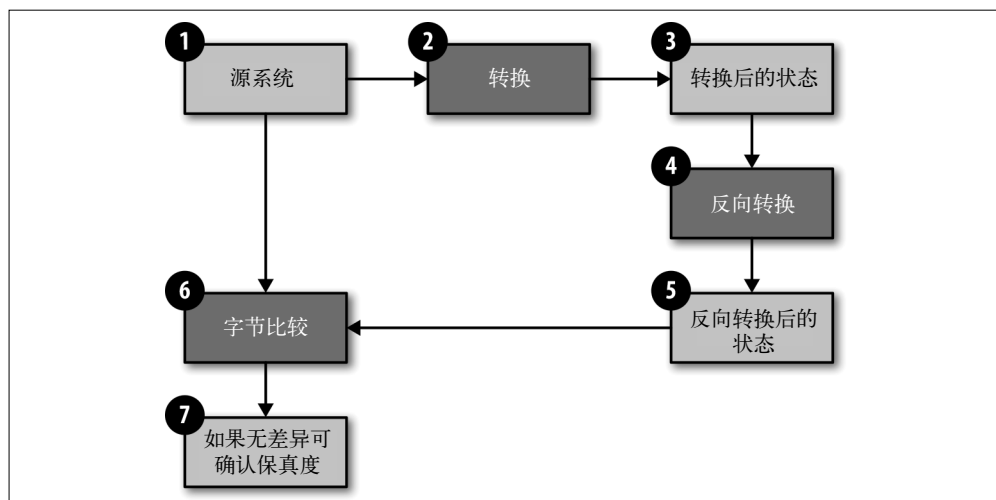 1
源系统
2
转换
3
转换后的状态
4
反向转换
5
反向转换后的
状态
6
字节比较
7
如果无差异可
确认保真度